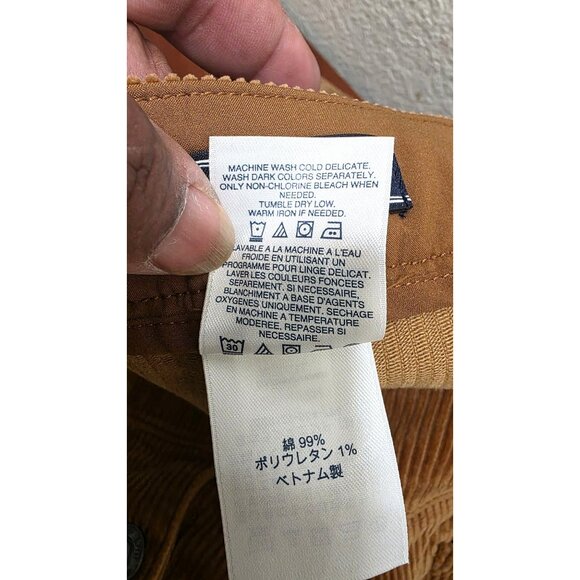 MACHINE WASH COLD DELICATE.
WASH DARK COLORS SEPARATELY.
ONLY NON-CHLORINE BLEACH WHEN
NEEDED.
TUMBLE DRY LOW.
WARM IRON IF NEEDED.
LAVABLE A LA MACHINE A L'EAU
FROIDE EN UTILISANT UN
PROGRAMME POUR LINGE DELICAT.
LAVER LES COULEURS FONCEES
SEPAREMENT. SI NECESSAIRE,
BLANCHIMENT A BASE D'AGENTS
OXYGENES UNIQUEMENT. SECHAGE
EN MACHINE A TEMPERATURE
MODEREE. REPASSER SI
NECESSAIRE.
30
綿 99%
ポリウレタン 1%
ベトナム製